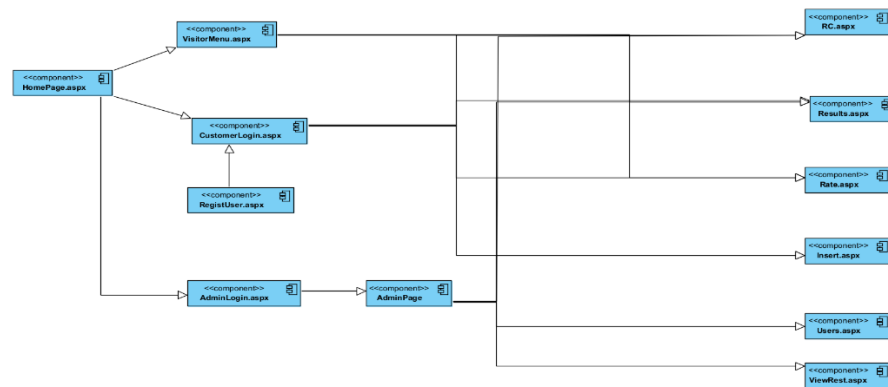 <<component>>
RC.aspx
<<component>>
VisitorMenu.aspx
<<component>>
HomePage.aspx
<<component>>
Results.aspx
<<component>>
CustomerLogin.aspx
<<component>>
Rate.aspx
<<component>>
RegistUser.aspx
<<component>>
Insert.aspx
<<component>>
AdminLogin.aspx
<<component>>
AdminPage
<<component>>
Users.aspx
<<component>>
ViewRest.aspx